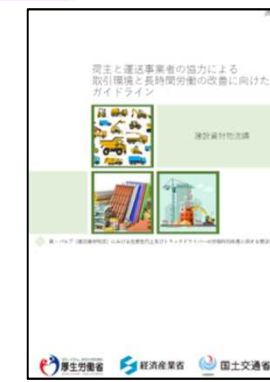 荷主と運送事業者の協力による
取引環境と長時間労働の改善に向けた
ガイドライン
建設資材物流編
厚生労働省
経済産業省
国土交通省